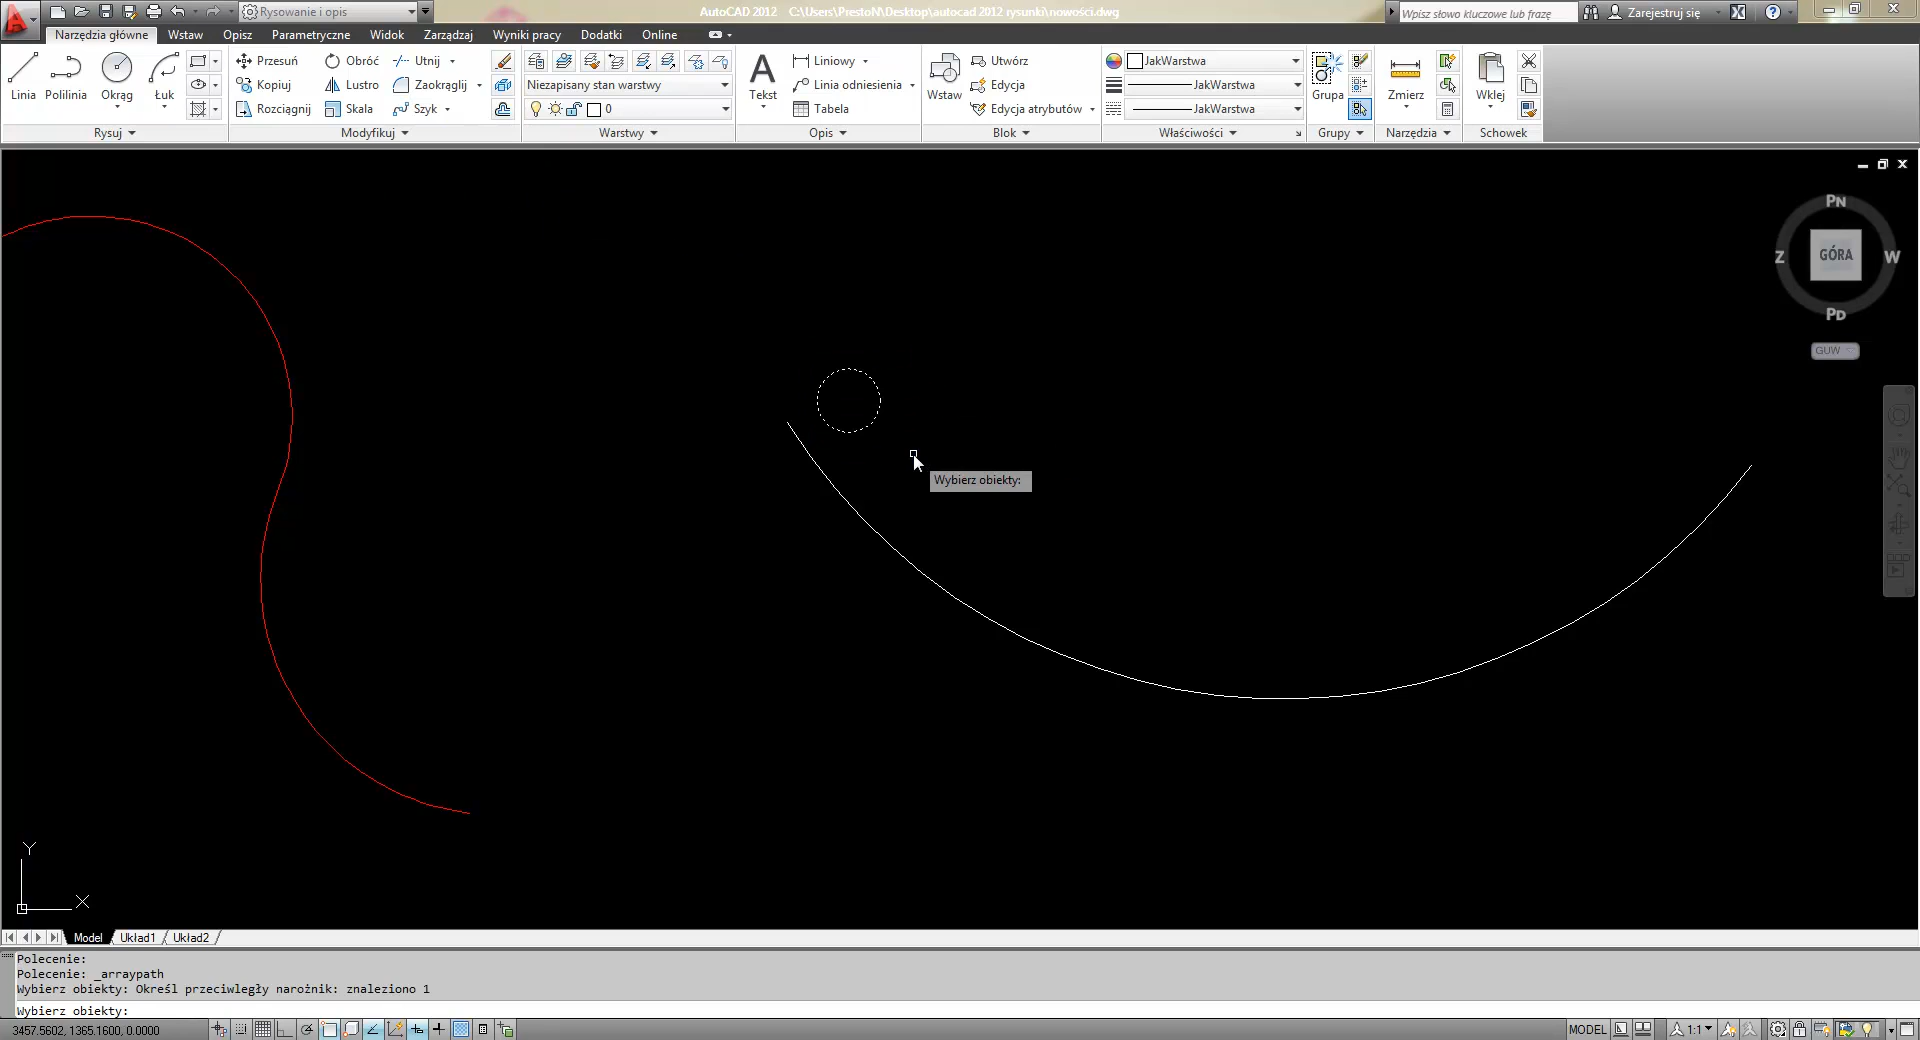 Rysowanie i opis
AutoCAD 2012 C:\Users\PrestoN\Desktop\autocad 2012 rysunki\nowości.dwg
Wpisz słowo kluczowe lub frazę
Zarejestruj się
Narzędzia główne Wstaw Opisz Parametryczne Widok Zarządzaj Wyniki pracy Dodatki Online
Linia Polilinia Okrąg Łuk
Rysuj
Przesuń Obróć Utnij
Kopiuj Lustro Zaokrąglij
Rozciągnij Skala Szyk
Modyfikuj
Niezapisany stan warstwy
0
Warstwy
A
Tekst
Liniowy
Linia odniesienia
Tabela
Opis
Wstaw
Utwórz
Edycja
Edycja atrybutów
Blok
JakWarstwa
JakWarstwa
JakWarstwa
Właściwości
Grupa
Grupy
Zmierz
Narzędzia
Wklej
Schowek
PN
Z GÓRA W
PD
GUW
Wybierz obiekty:
Y
X
Model Układ1 Układ2
Polecenie:
Polecenie: _arraypath
Wybierz obiekty: Określ przeciwległy narożnik: znaleziono 1
Wybierz obiekty:
3457.5602, 1365.1600, 0.0000
MODEL
1:1